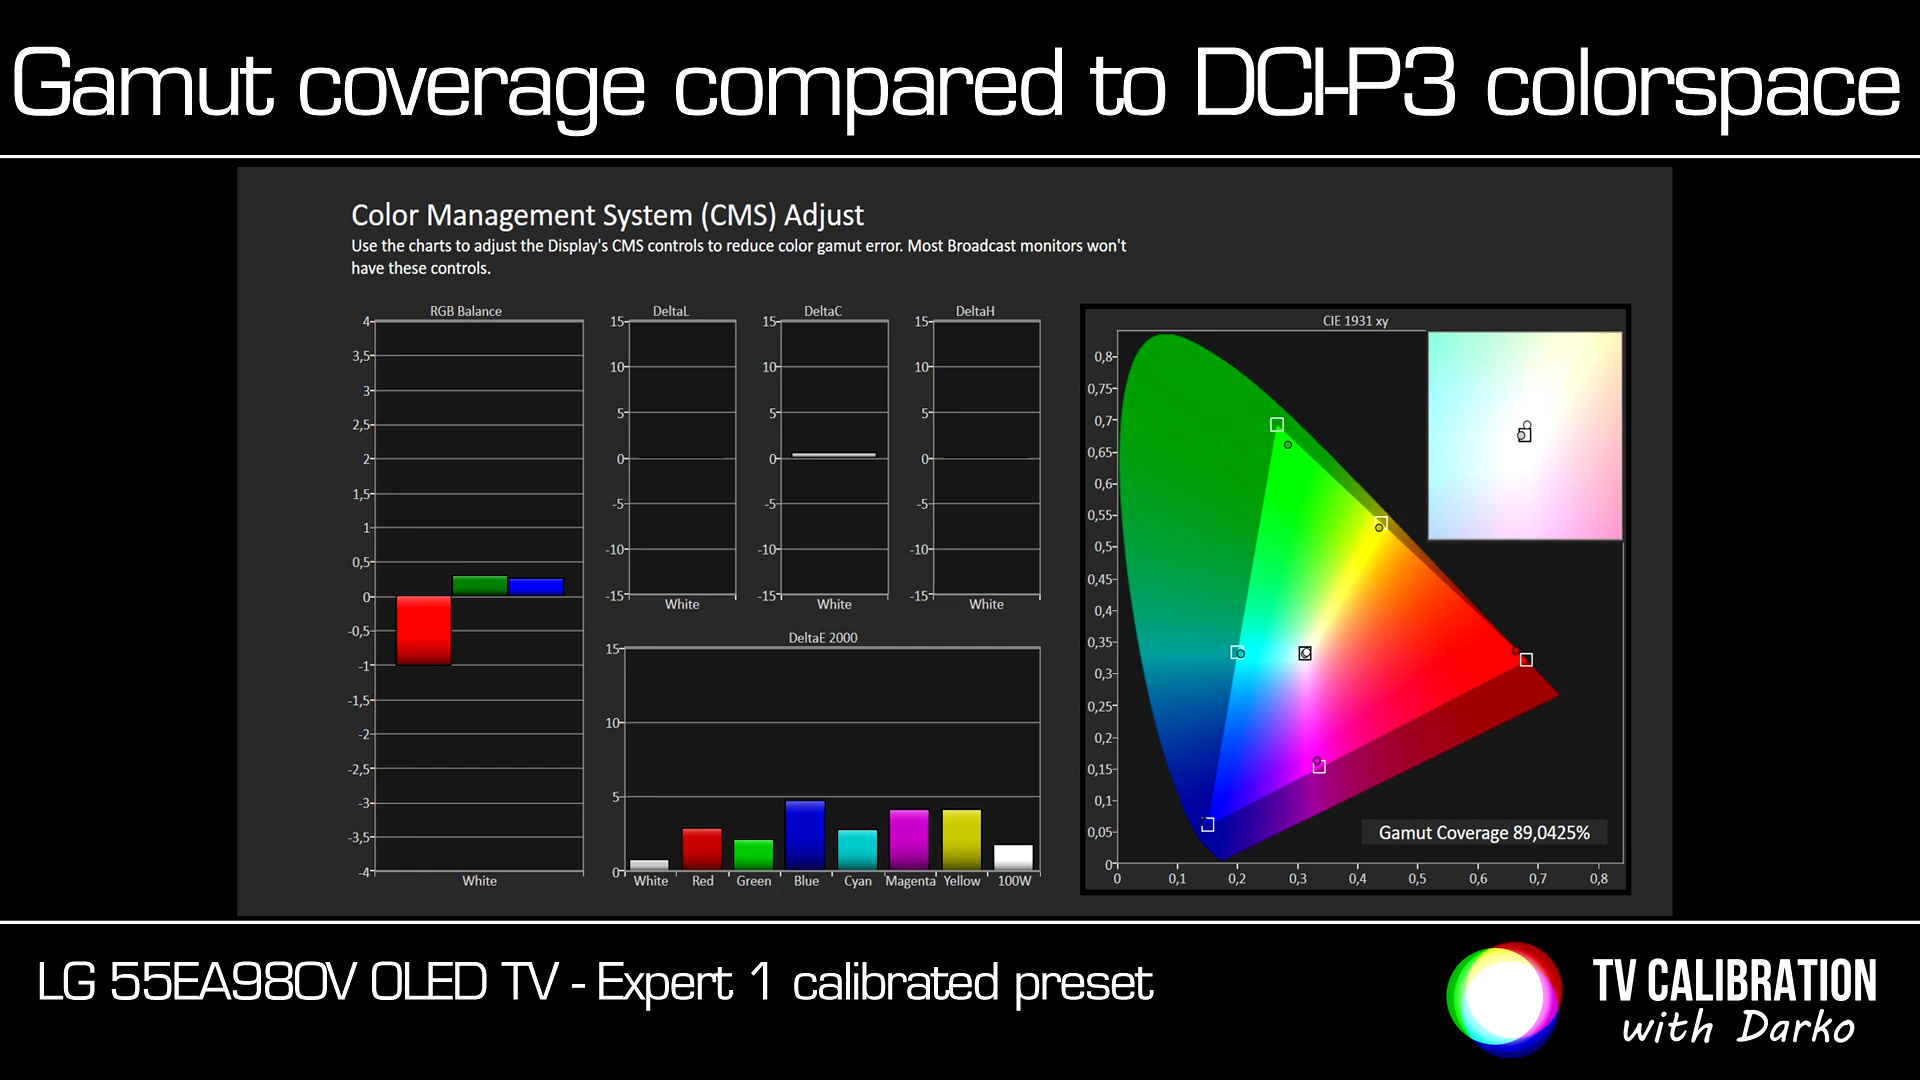 Gamut coverage compared to DCI-P3 colorspace
Color Management System (CMS) Adjust
Use the charts to adjust the Display's CMS controls to reduce color gamut error. Most Broadcast monitors won't
have these controls.
RGB Balance
4
3,5
3
2,5
2
1,5
1
0,5
0
-0,5
-1
-1,5
-2
-2,5
-3
-3,5
-4
White
DeltaL
15
10
5
0
-5
-10
-15
White
DeltaC
15
10
5
0
-5
-10
-15
White
DeltaH
15
10
5
0
-5
-10
-15
White
DeltaE 2000
15
10
5
0
White Red Green Blue Cyan Magenta Yellow 100W
CIE 1931 xy
0,8
0,75
0,7
0,65
0,6
0,55
0,5
0,45
0,4
0,35
0,3
0,25
0,2
0,15
0,1
0,05
0
Gamut Coverage 89,0425%
0 0,1 0,2 0,3 0,4 0,5 0,6 0,7 0,8
LG 55EA980V OLED TV - Expert 1 calibrated preset
TV CALIBRATION
with Darko